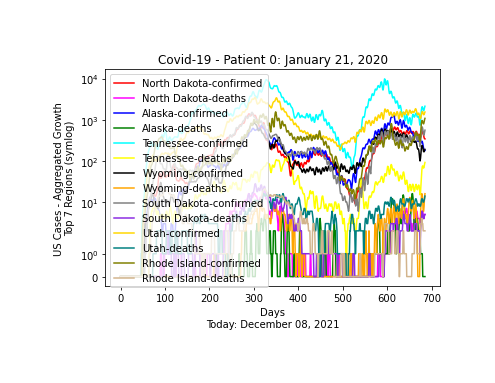 Covid-19 - Patient 0: January 21, 2020
US Cases - Aggregated Growth
Top 7 Regions (symlog)
10⁴
10³
10²
10¹
10⁰
0
North Dakota-confirmed
North Dakota-deaths
Alaska-confirmed
Alaska-deaths
Tennessee-confirmed
Tennessee-deaths
Wyoming-confirmed
Wyoming-deaths
South Dakota-confirmed
South Dakota-deaths
Utah-confirmed
Utah-deaths
Rhode Island-confirmed
Rhode Island-deaths
0 100 200 300 400 500 600 700
Days
Today: December 08, 2021